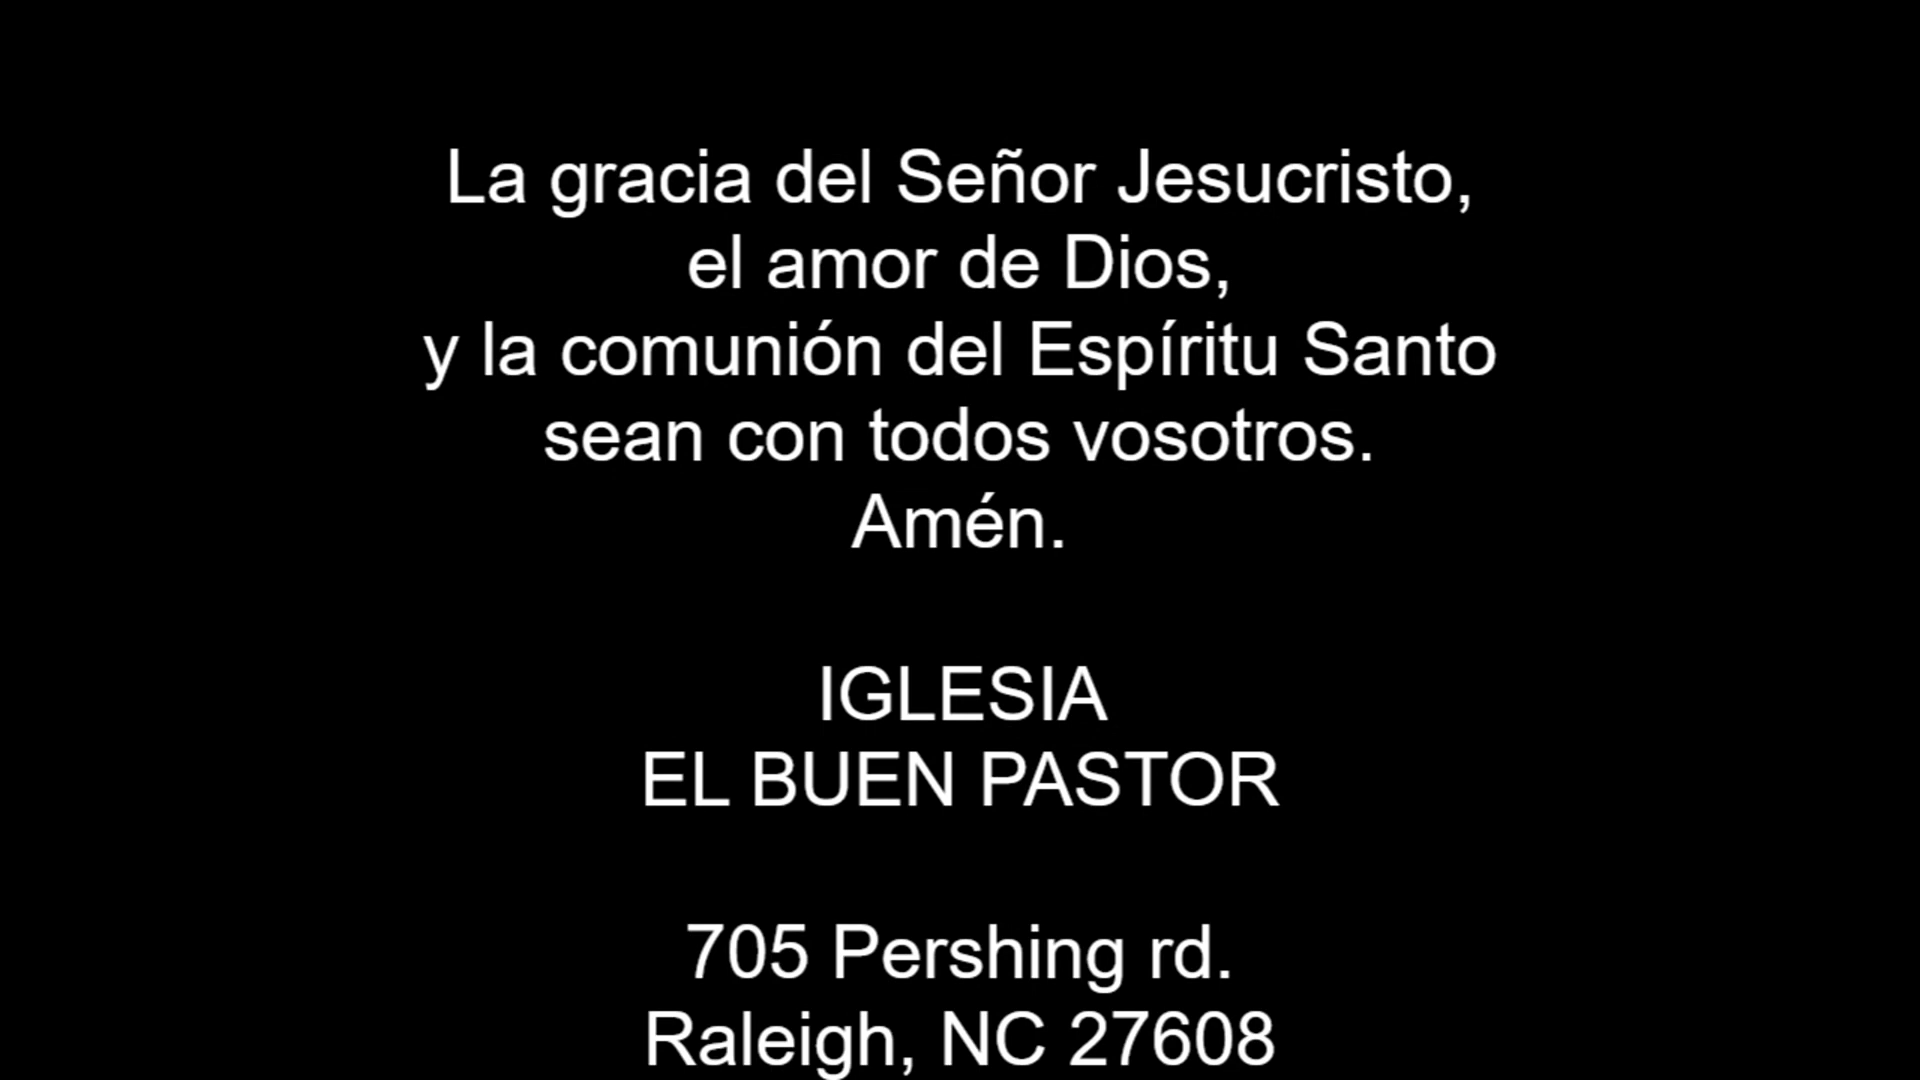 La gracia del Señor Jesucristo,
el amor de Dios,
y la comunión del Espíritu Santo
sean con todos vosotros.
Amén.
IGLESIA
EL BUEN PASTOR
705 Pershing rd.
Raleigh, NC 27608